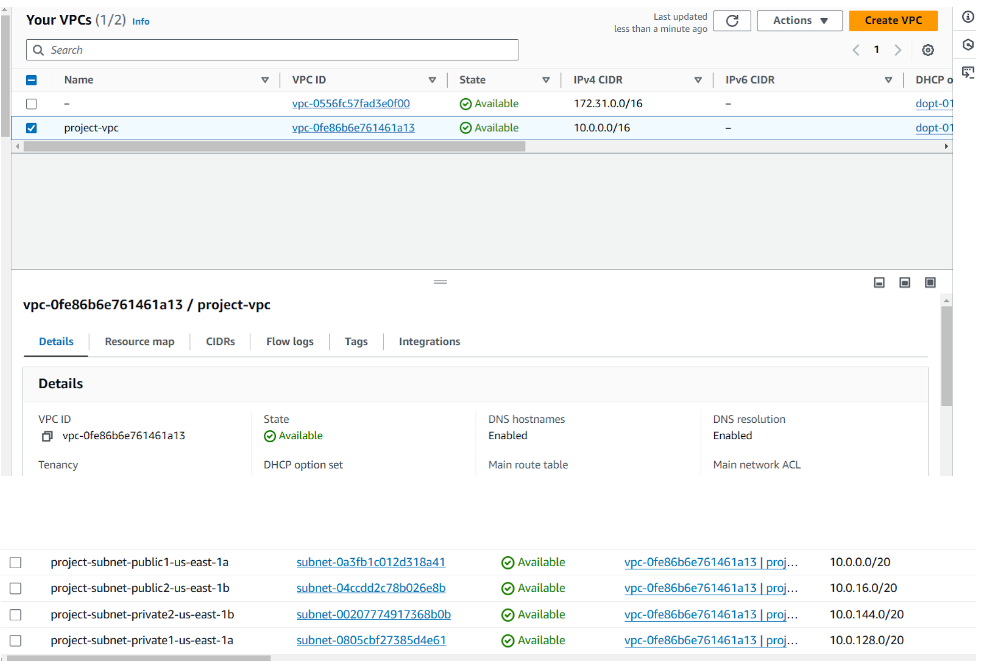 Your VPCs (1/2) Info
Last updated
less than a minute ago
Actions
Create VPC
Search
1
Name VPC ID State IPv4 CIDR IPv6 CIDR DHCP o
– vpc-0556fc57fad3e0f00 Available 172.31.0.0/16 – dopt-01
project-vpc vpc-0fe86b6e761461a13 Available 10.0.0.0/16 – dopt-01
vpc-0fe86b6e761461a13 / project-vpc
Details Resource map CIDRs Flow logs Tags Integrations
Details
VPC ID State DNS hostnames DNS resolution
vpc-0fe86b6e761461a13 Available Enabled Enabled
Tenancy DHCP option set Main route table Main network ACL
project-subnet-public1-us-east-1a subnet-0a3fb1c012d318a41 Available vpc-0fe86b6e761461a13 | proj... 10.0.0.0/20
project-subnet-public2-us-east-1b subnet-04ccdd2c78b026e8b Available vpc-0fe86b6e761461a13 | proj... 10.0.16.0/20
project-subnet-private2-us-east-1b subnet-00207774917368b0b Available vpc-0fe86b6e761461a13 | proj... 10.0.144.0/20
project-subnet-private1-us-east-1a subnet-0805cbf27385d4e61 Available vpc-0fe86b6e761461a13 | proj... 10.0.128.0/20